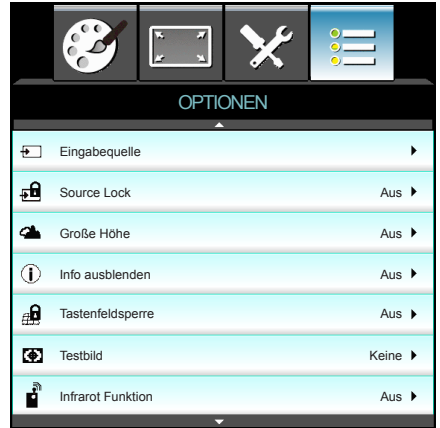 OPTIONEN
Eingabequelle
Source Lock Aus
Große Höhe Aus
Info ausblenden Aus
Tastenfeldsperre Aus
Testbild Keine
Infrarot Funktion Aus